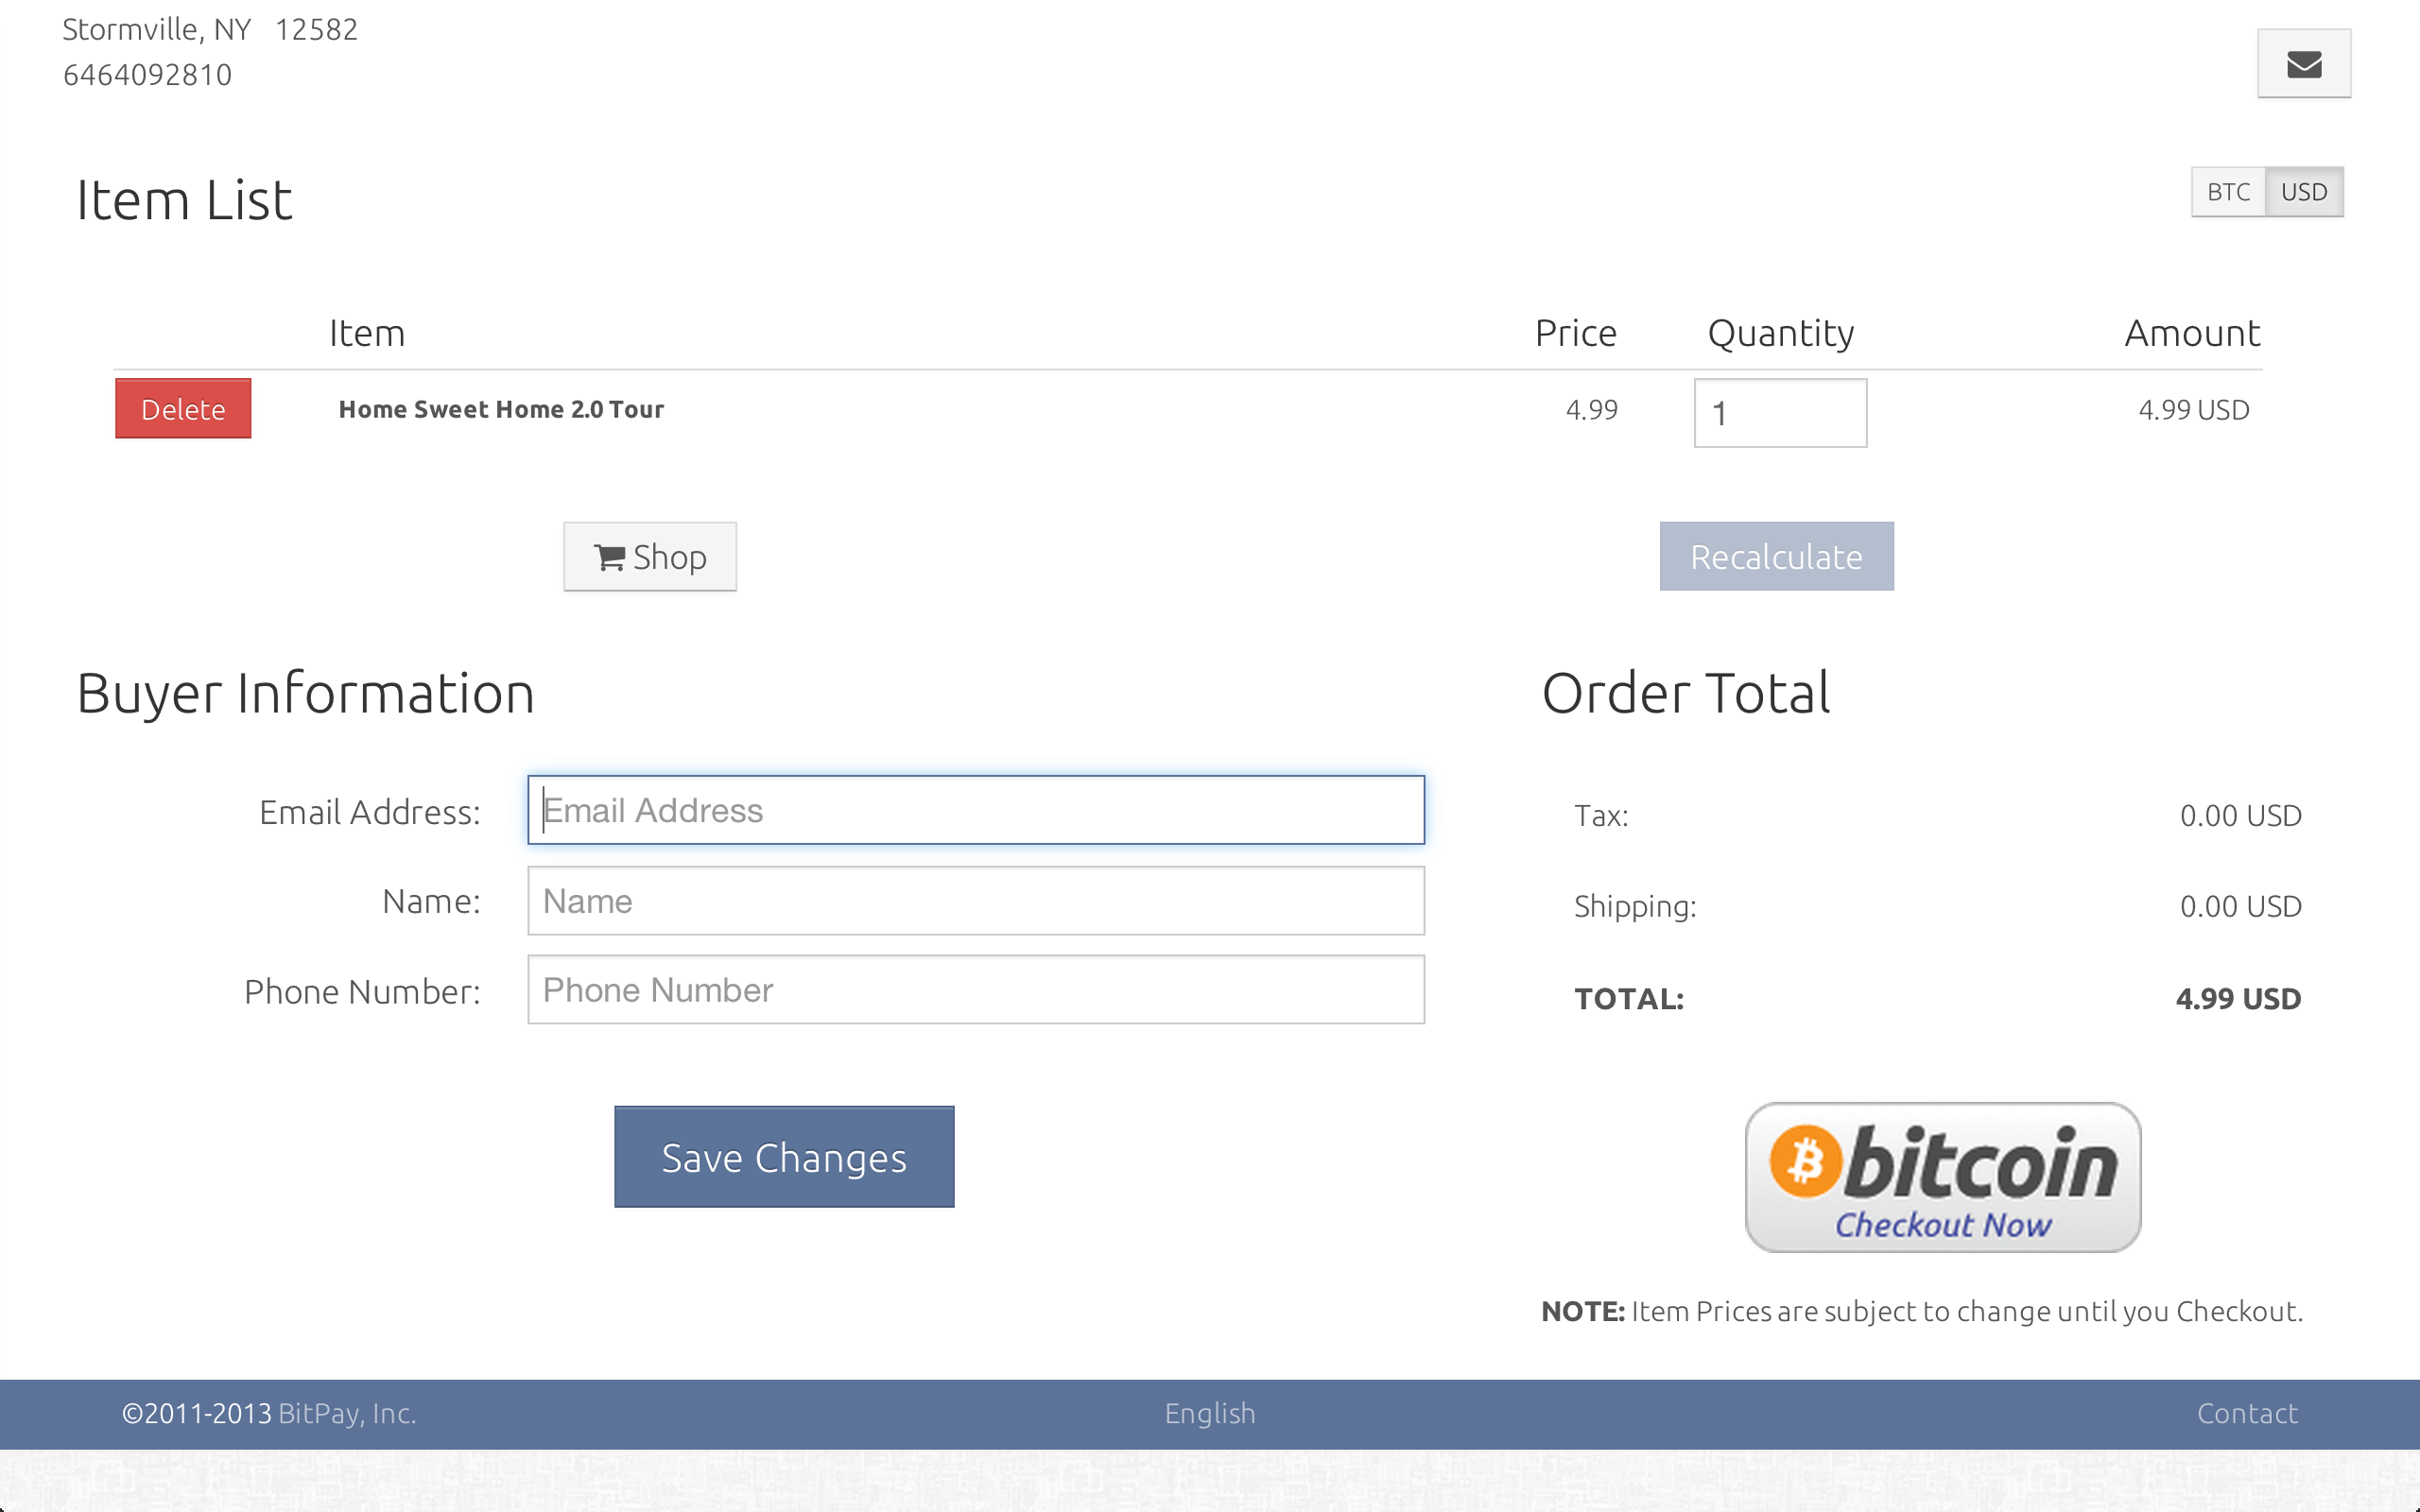 Stormville, NY 12582
6464092810
Item List
BTC USD
Item Price Quantity Amount
Delete Home Sweet Home 2.0 Tour 4.99 1 4.99 USD
Shop Recalculate
Buyer Information
Email Address: Email Address
Name: Name
Phone Number: Phone Number
Save Changes
Order Total
Tax: 0.00 USD
Shipping: 0.00 USD
TOTAL: 4.99 USD
bitcoin
Checkout Now
NOTE: Item Prices are subject to change until you Checkout.
©2011-2013 BitPay, Inc. English Contact